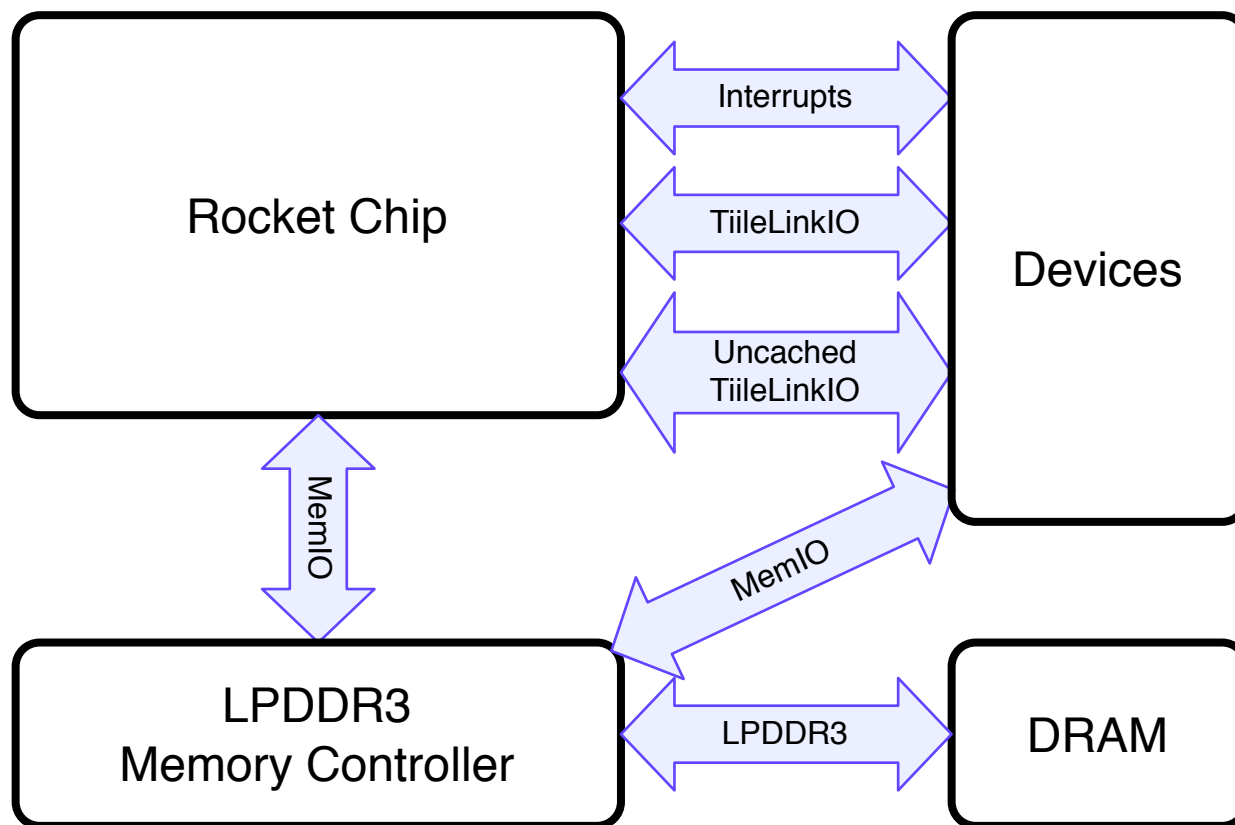 Interrupts
Rocket Chip
TiileLinkIO
Devices
Uncached
TiileLinkIO
MemIO
MemIO
LPDDR3
Memory Controller
LPDDR3
DRAM